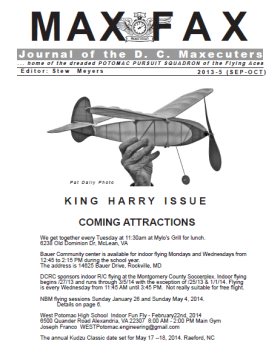 MAX FAX
Journal of the D. C. Maxecuters
... home of the dreaded POTOMAC PURSUIT SQUADRON of the Flying Aces
Editor: Stew Meyers 2013-5 (SEP-OCT)
Pat Daily Photo
KING HARRY ISSUE
COMING ATTRACTIONS
We get together every Tuesday at 11:30am at Mylo's Grill for lunch.
6238 Old Dominion Dr, McLean, VA
Bauer Community center is available for indoor flying Mondays and Wednesdays from
12:45 to 2:15 PM during the school year.
The address is 14625 Bauer Drive, Rockville, MD
DCRC sponsors indoor R/C flying at the Montgomery County Soccerplex. Indoor flying
begins /27/13 and runs through 3/5/14 with the exception of (25/13 & 1/1/14). Flying
is every Wednesday from 11:45 AM until 3:45 PM. Not really suitable for free flight.
NBM flying sessions Sunday January 26 and Sunday May 4, 2014.
Details on page 6.
West Potomac High School Indoor Fun Fly - February22nd, 2014
6500 Quander Road Alexandria, VA 22307 8:00 AM - 2:00 PM Main Gym
Joseph Franco WESTPotomac.engineering@gmail.com
The annual Kudzu Classic date set for May 17 --18, 2014, Raeford, NC